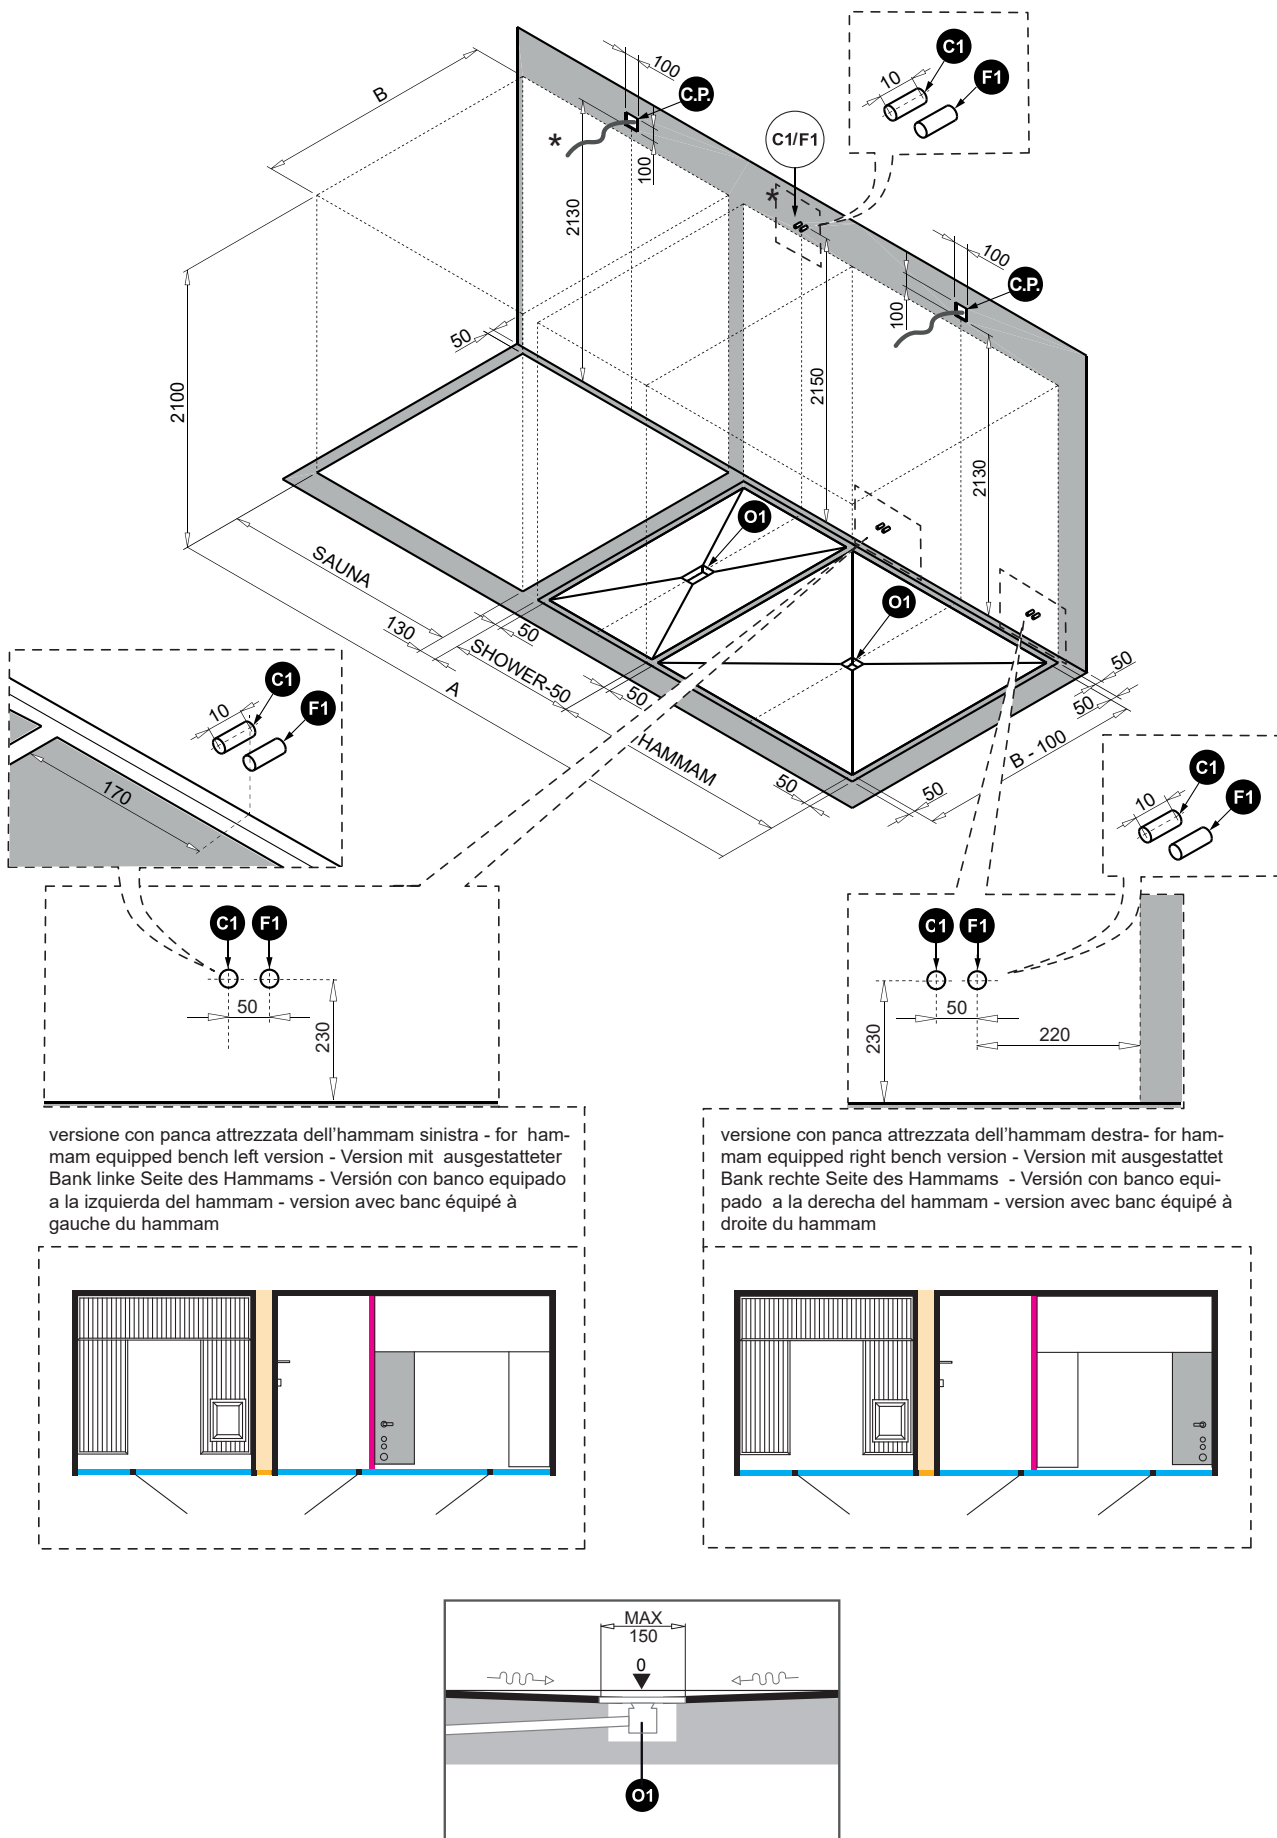 B
100
C.P.
*
100
2130
C1/F1
*
10
C1
F1
100
C.P.
100
2100
50
2150
2130
O1
O1
SAUNA
130
50
SHOWER-50
50
A
HAMMAM
50
50
50
B - 100
50
C1
F1
10
170
C1
F1
10
C1
F1
50
230
C1
F1
50
230
220
versione con panca attrezzata dell'hammam sinistra - for ham-
mam equipped bench left version - Version mit ausgestatteter
Bank linke Seite des Hammams - Versión con banco equipado
a la izquierda del hammam - version avec banc équipé à
gauche du hammam
versione con panca attrezzata dell'hammam destra- for ham-
mam equipped right bench version - Version mit ausgestattet
Bank rechte Seite des Hammams - Versión con banco equi-
pado a la derecha del hammam - version avec banc équipé à
droite du hammam
MAX
150
0
O1